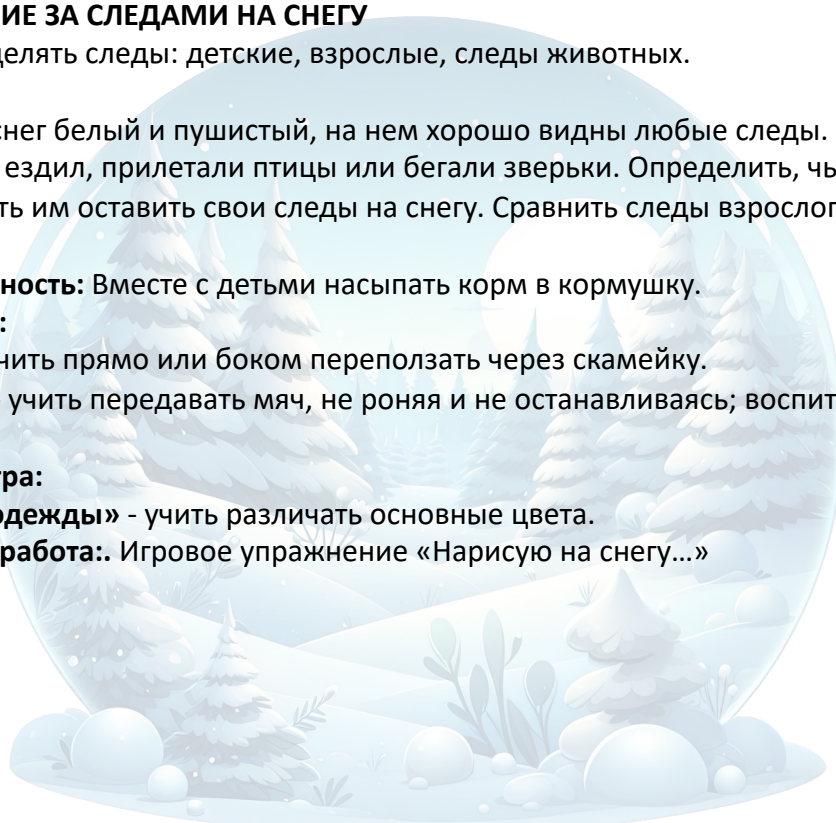 ИЕ ЗА СЛЕДАМИ НА СНЕГУ
делять следы: детские, взрослые, следы животных.
снег белый и пушистый, на нем хорошо видны любые следы.
ездил, прилетали птицы или бегали зверьки. Определить, чь
ть им оставить свои следы на снегу. Сравнить следы взрослог
ность: Вместе с детьми насыпать корм в кормушку.
:
чить прямо или боком переползать через скамейку.
учить передавать мяч, не роняя и не останавливаясь; воспит
гра:
одежды» - учить различать основные цвета.
работа:. Игровое упражнение «Нарисую на снегу…»